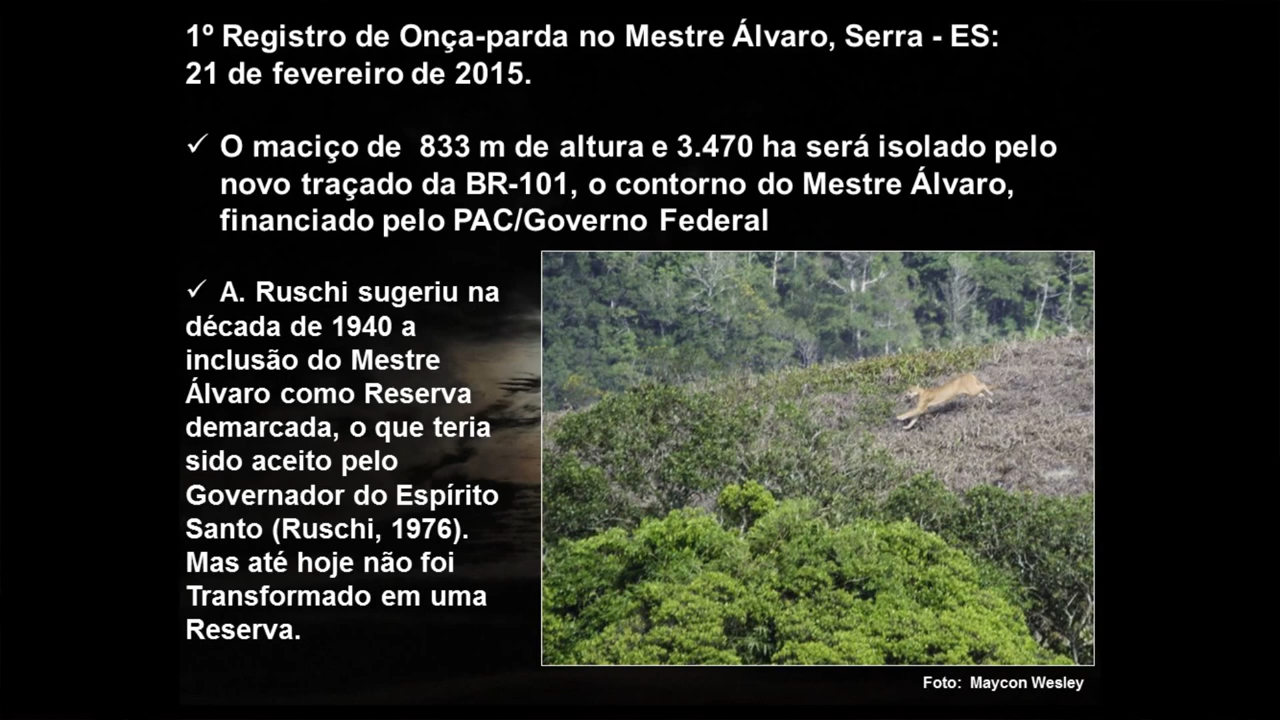 1º Registro de Onça-parda no Mestre Álvaro, Serra - ES:
21 de fevereiro de 2015.
✓ O maciço de 833 m de altura e 3.470 ha será isolado pelo
novo traçado da BR-101, o contorno do Mestre Álvaro,
financiado pelo PAC/Governo Federal
✓ A. Ruschi sugeriu na
década de 1940 a
inclusão do Mestre
Álvaro como Reserva
demarcada, o que teria
sido aceito pelo
Governador do Espírito
Santo (Ruschi, 1976).
Mas até hoje não foi
Transformado em uma
Reserva.
Foto: Maycon Wesley